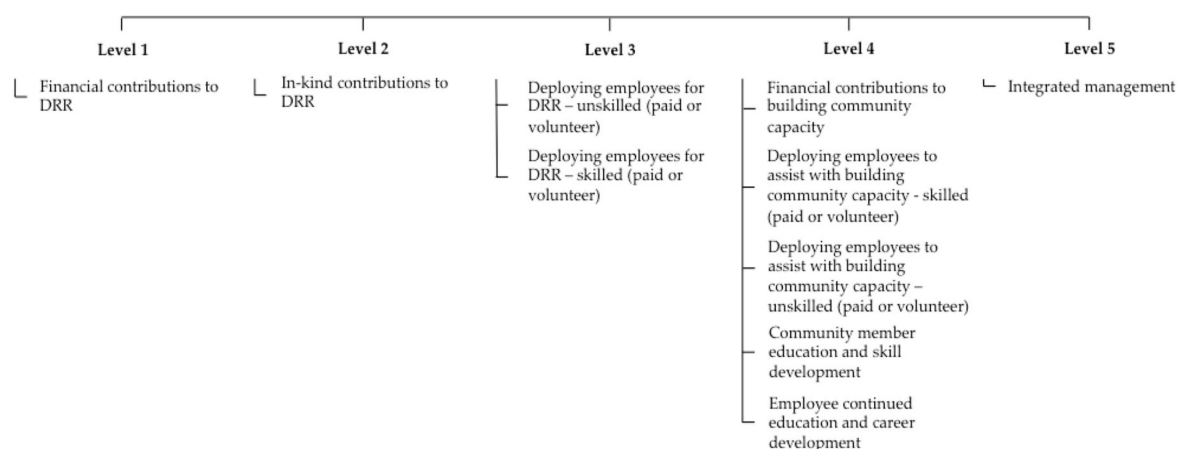 Level 1
Financial contributions to
DRR
Level 2
In-kind contributions to
DRR
Level 3
Deploying employees for
DRR – unskilled (paid or
volunteer)
Deploying employees for
DRR – skilled (paid or
volunteer)
Level 4
Financial contributions to
building community
capacity
Deploying employees to
assist with building
community capacity - skilled
(paid or volunteer)
Deploying employees to
assist with building
community capacity –
unskilled (paid or volunteer)
Community member
education and skill
development
Employee continued
education and career
development
Level 5
Integrated management